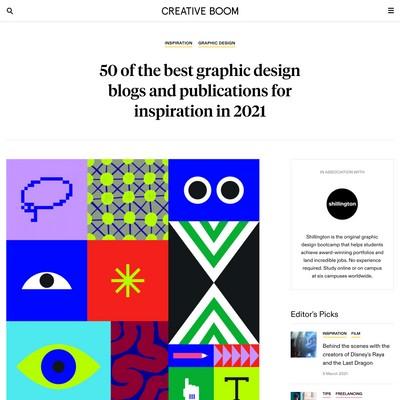 CREATIVE BOOM
INSPIRATION GRAPHIC DESIGN
50 of the best graphic design
blogs and publications for
inspiration in 2021
IN ASSOCIATION WITH
shillington
Shillington is the original graphic
design bootcamp that helps students
achieve award-winning portfolios and
land incredible jobs. No experience
required. Study online or on campus
at six campuses worldwide.
Editor's Picks
INSPIRATION FILM
Behind the scenes with the
creators of Disney's Raya
and the Last Dragon
5 March 2021
TIPS FREELANCING
T